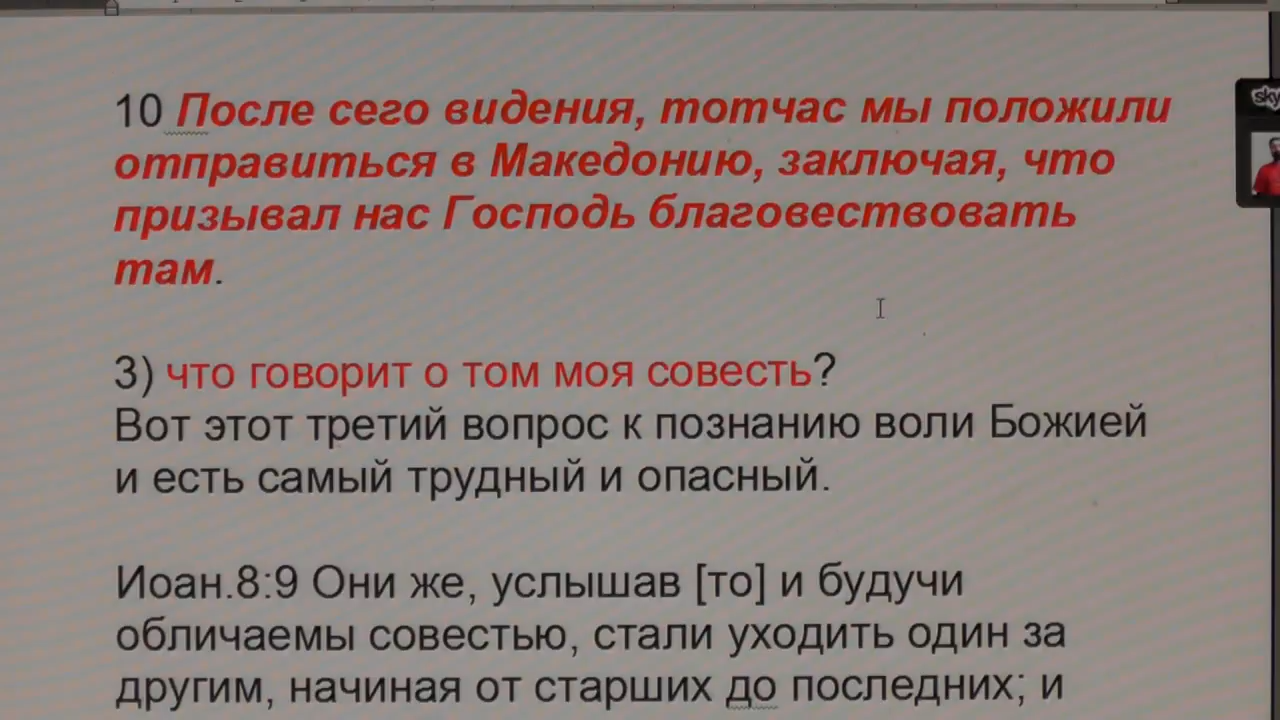 10 После сего видения, тотчас мы положили
отправиться в Македонию, заключая, что
призывал нас Господь благовествовать
там.
3) что говорит о том моя совесть?
Вот этот третий вопрос к познанию воли Божией
и есть самый трудный и опасный.
Иоан.8:9 Они же, услышав [то] и будучи
обличаемы совестью, стали уходить один за
другим, начиная от старших до последних; и